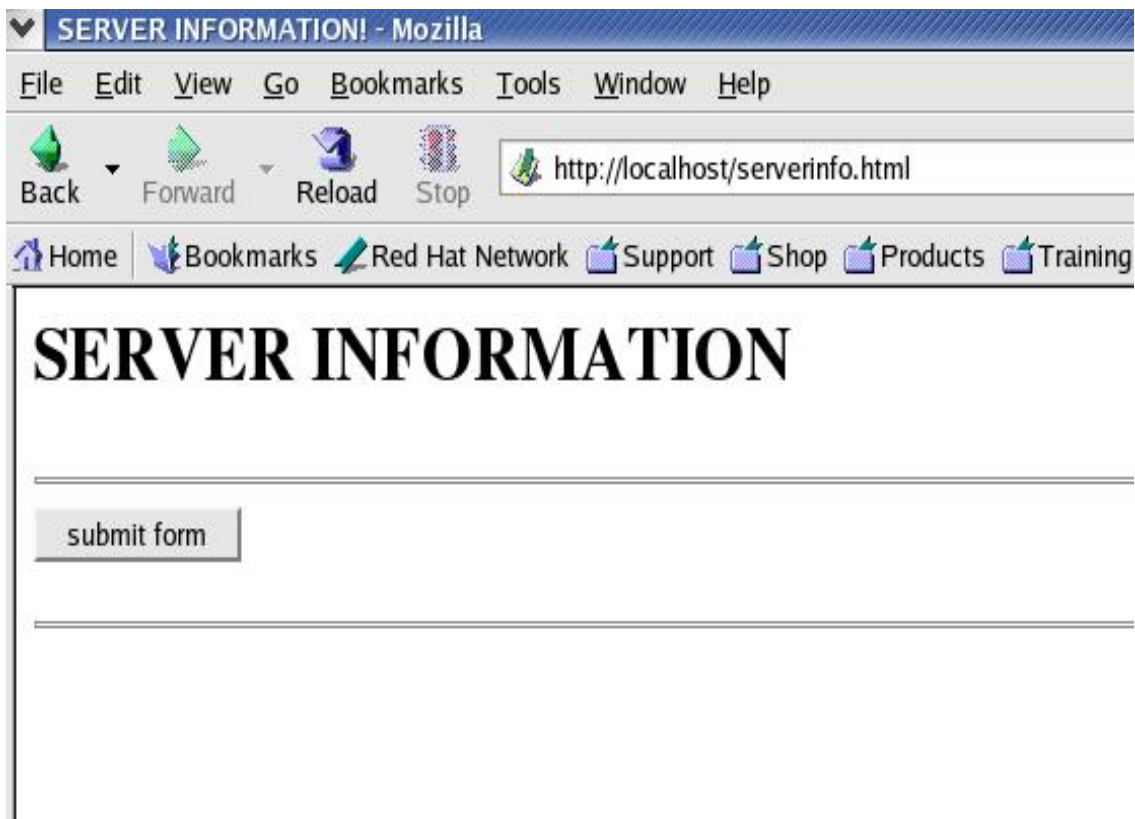 SERVER INFORMATION! - Mozilla
File Edit View Go Bookmarks Tools Window Help
Back Forward Reload Stop http://localhost/serverinfo.html
Home Bookmarks Red Hat Network Support Shop Products Training
SERVER INFORMATION
submit form